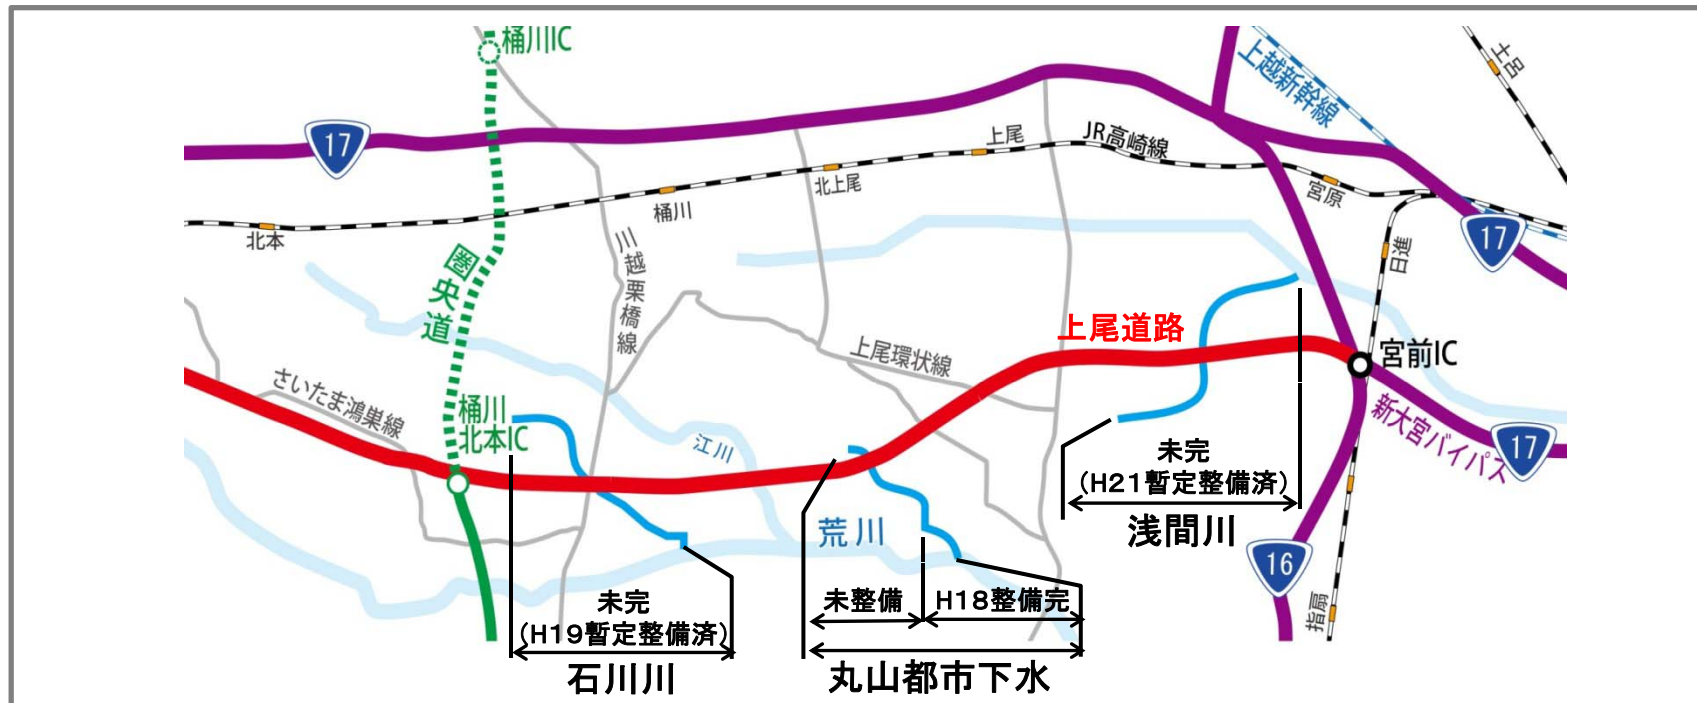 桶川IC
上越新幹線
土呂
17
上尾
JR高崎線
北上尾
宮原
桶川
北本
17
日進
川越栗橋線
圏央道
上尾道路
宮前IC
上尾環状線
さいたま鴻巣線
桶川
北本IC
新大宮バイパス
17
江川
未完
(H21暫定整備済)
浅間川
荒川
16
未整備
H18整備完
指扇
未完
(H19暫定整備済)
石川川
丸山都市下水